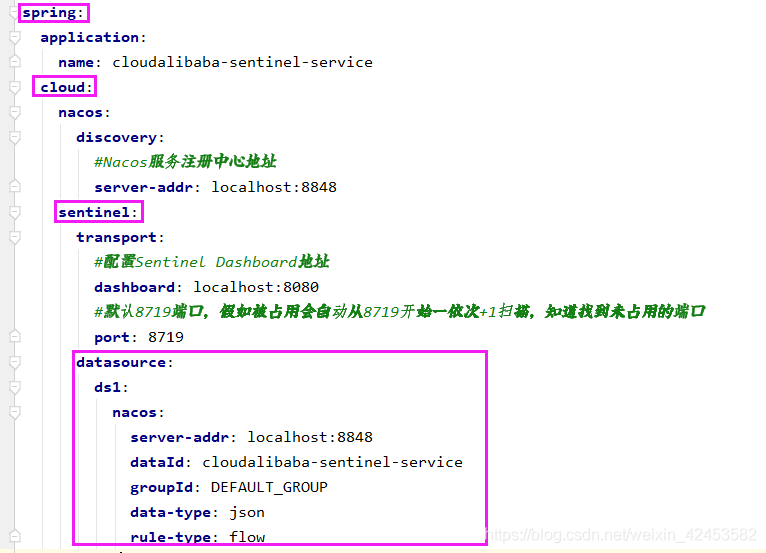 spring:
application:
name: cloudalibaba-sentinel-service
cloud:
nacos:
discovery:
#Nacos服务注册中心地址
server-addr: localhost:8848
sentinel:
transport:
#配置Sentinel Dashboard地址
dashboard: localhost:8080
#默认8719端口，假如被占用会自动从8719开始一依次+1扫描，知道找到未占用的端口
port: 8719
datasource:
ds1:
nacos:
server-addr: localhost:8848
dataId: cloudalibaba-sentinel-service
groupId: DEFAULT_GROUP
data-type: json
rule-type: flow
https://blog.csdn.net/weixin_42453582